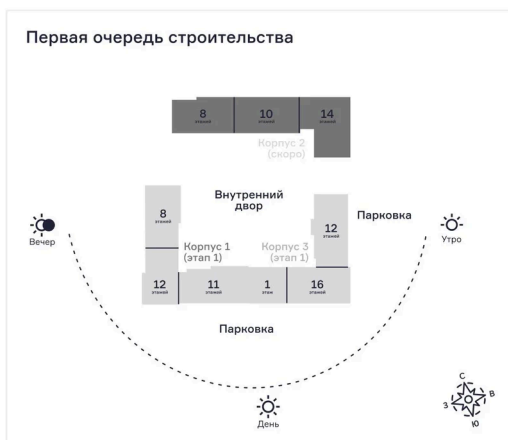 Первая очередь строительства
8
этажей
10
этажей
14
этажей
Корпус 2
(скоро)
Внутренний
двор
8
этажей
12
этажей
Парковка
Вечер
Утро
Корпус 1
(этап 1)
Корпус 3
(этап 1)
12
этажей
11
этажей
1
этаж
16
этажей
Парковка
День
С
В
З
Ю